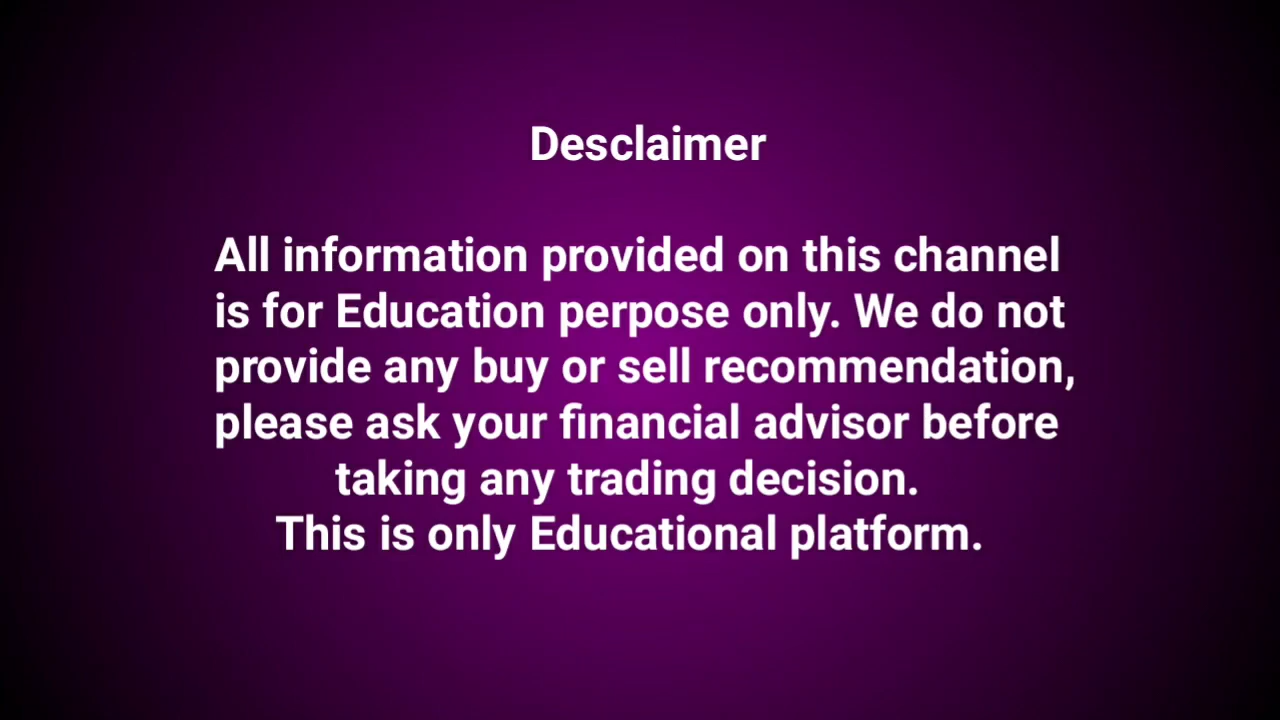 Desclaimer
All information provided on this channel
is for Education perpose only. We do not
provide any buy or sell recommendation,
please ask your financial advisor before
taking any trading decision.
This is only Educational platform.